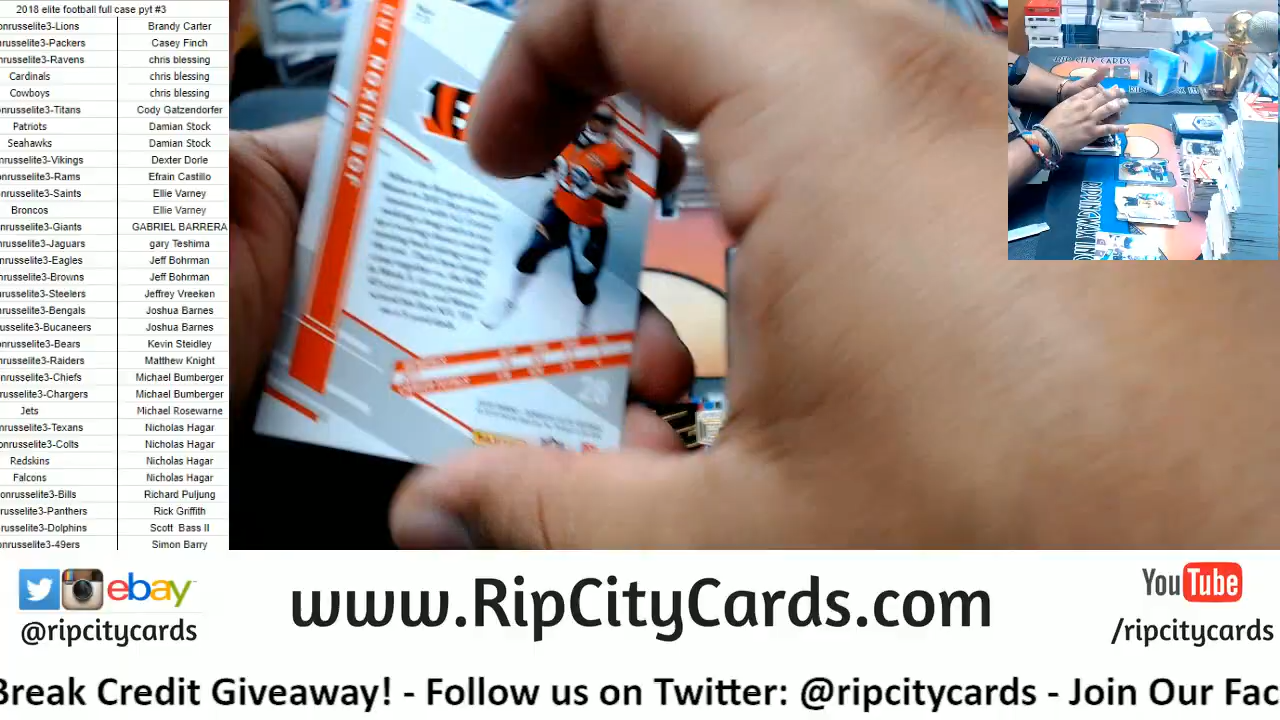 2018 elite football full case pyt #3
onrusselite3-Lions Brandy Carter
nrusselite3-Packers Casey Finch
nrusselite3-Ravens chris blessing
Cardinals chris blessing
Cowboys chris blessing
onrusselite3-Titans Cody Gatzendorfer
Patriots Damian Stock
Seahawks Damian Stock
nrusselite3-Vikings Dexter Dorle
onrusselite3-Rams Efrain Castillo
nrusselite3-Saints Ellie Varney
Broncos Ellie Varney
onrusselite3-Giants GABRIEL BARRERA
nrusselite3-Jaguars gary Teshima
nrusselite3-Eagles Jeff Bohrman
nrusselite3-Browns Jeff Bohrman
nrusselite3-Steelers Jeffrey Vreeken
nrusselite3-Bengals Joshua Barnes
usselite3-Bucaneers Joshua Barnes
onrusselite3-Bears Kevin Steidley
nrusselite3-Raiders Matthew Knight
nrusselite3-Chiefs Michael Bumberger
nrusselite3-Chargers Michael Bumberger
Jets Michael Rosewarne
nrusselite3-Texans Nicholas Hagar
onrusselite3-Colts Nicholas Hagar
Redskins Nicholas Hagar
Falcons Nicholas Hagar
onrusselite3-Bills Richard Puljung
nrusselite3-Panthers Rick Griffith
russelite3-Dolphins Scott Bass II
onrusselite3-49ers Simon Barry
JOE MIXON
RIP CITY CARDS
ebay
@ripcitycards
www.RipCityCards.com
YouTube
/ripcitycards
Break Credit Giveaway! - Follow us on Twitter: @ripcitycards - Join Our Fac